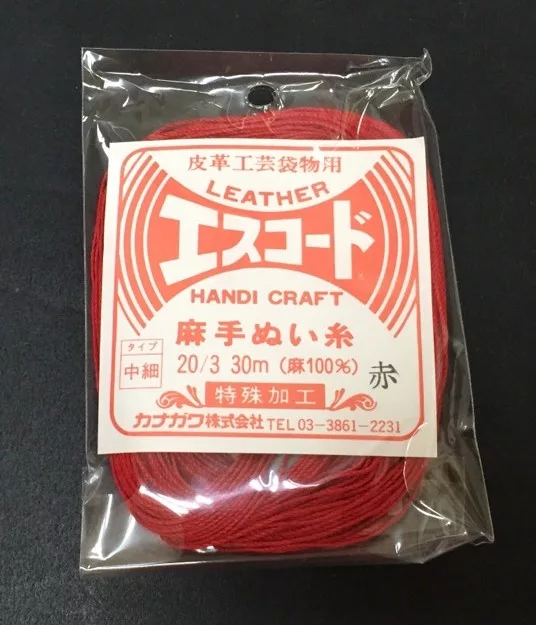 皮革工芸袋物用
LEATHER
エスコード
HANDI CRAFT
麻手ぬい糸
タイプ
中細
20/3 30m (麻100%) 赤
特殊加工
カナガワ株式会社 TEL 03-3861-2231